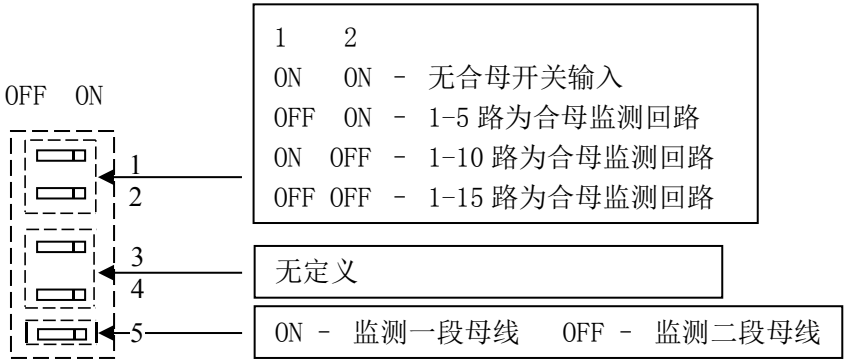 OFF ON
1 2
ON ON - 无合母开关输入
OFF ON - 1-5 路为合母监测回路
ON OFF - 1-10 路为合母监测回路
OFF OFF - 1-15 路为合母监测回路
1
2
3
4
无定义
5
ON - 监测一段母线 OFF - 监测二段母线